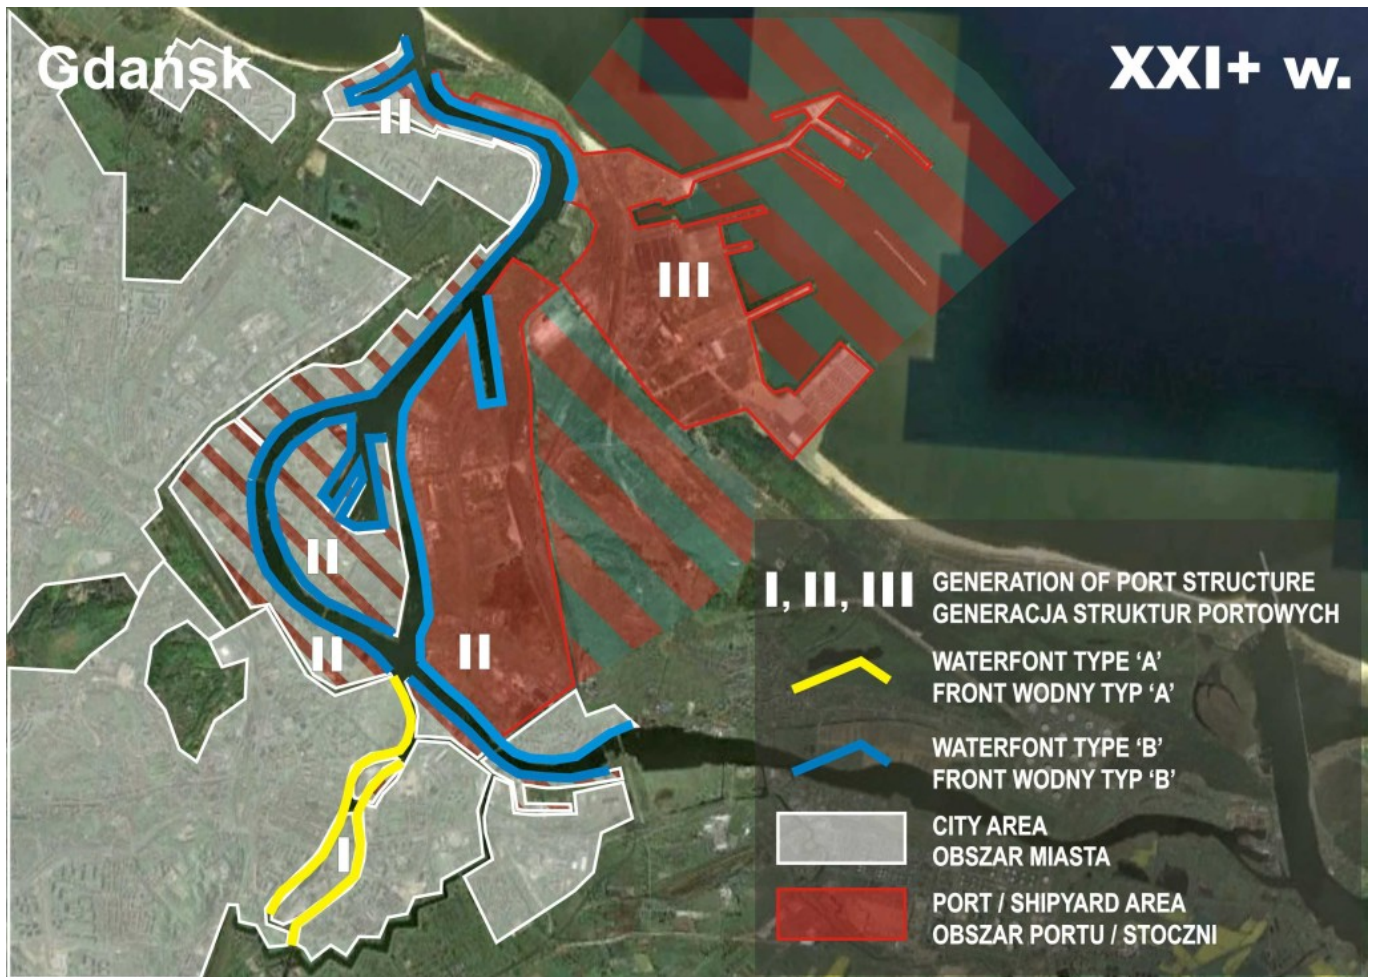 Gdańsk
XXI+ w.
II
III
II
II
II
I
I, II, III
GENERATION OF PORT STRUCTURE
GENERACJA STRUKTUR PORTOWYCH
WATERFONT TYPE ‘A’
FRONT WODNY TYP ‘A’
WATERFONT TYPE ‘B’
FRONT WODNY TYP ‘B’
CITY AREA
OBSZAR MIASTA
PORT / SHIPYARD AREA
OBSZAR PORTU / STOCZNI